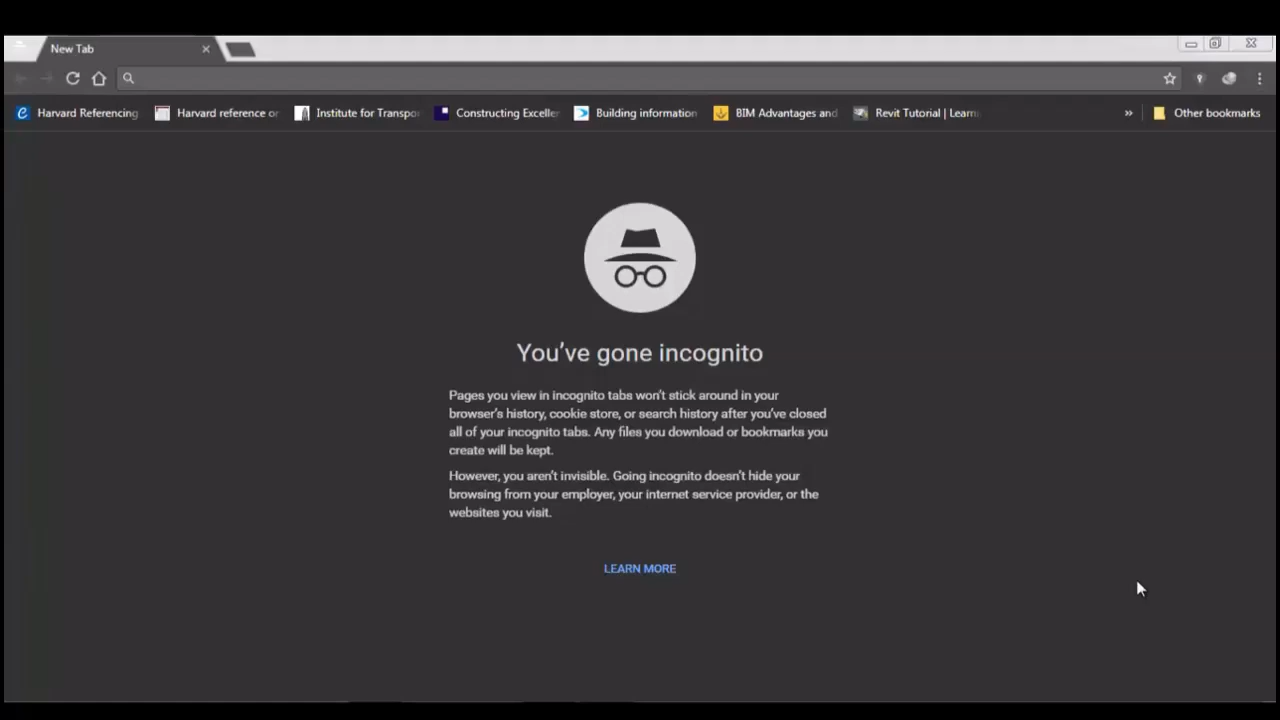 New Tab
Harvard Referencing Harvard reference or Institute for Transpo Constructing Exceller Building information BIM Advantages and Revit Tutorial | Learn » Other bookmarks
You've gone incognito
Pages you view in incognito tabs won't stick around in your
browser's history, cookie store, or search history after you've closed
all of your incognito tabs. Any files you download or bookmarks you
create will be kept.
However, you aren't invisible. Going incognito doesn't hide your
browsing from your employer, your internet service provider, or the
websites you visit.
LEARN MORE